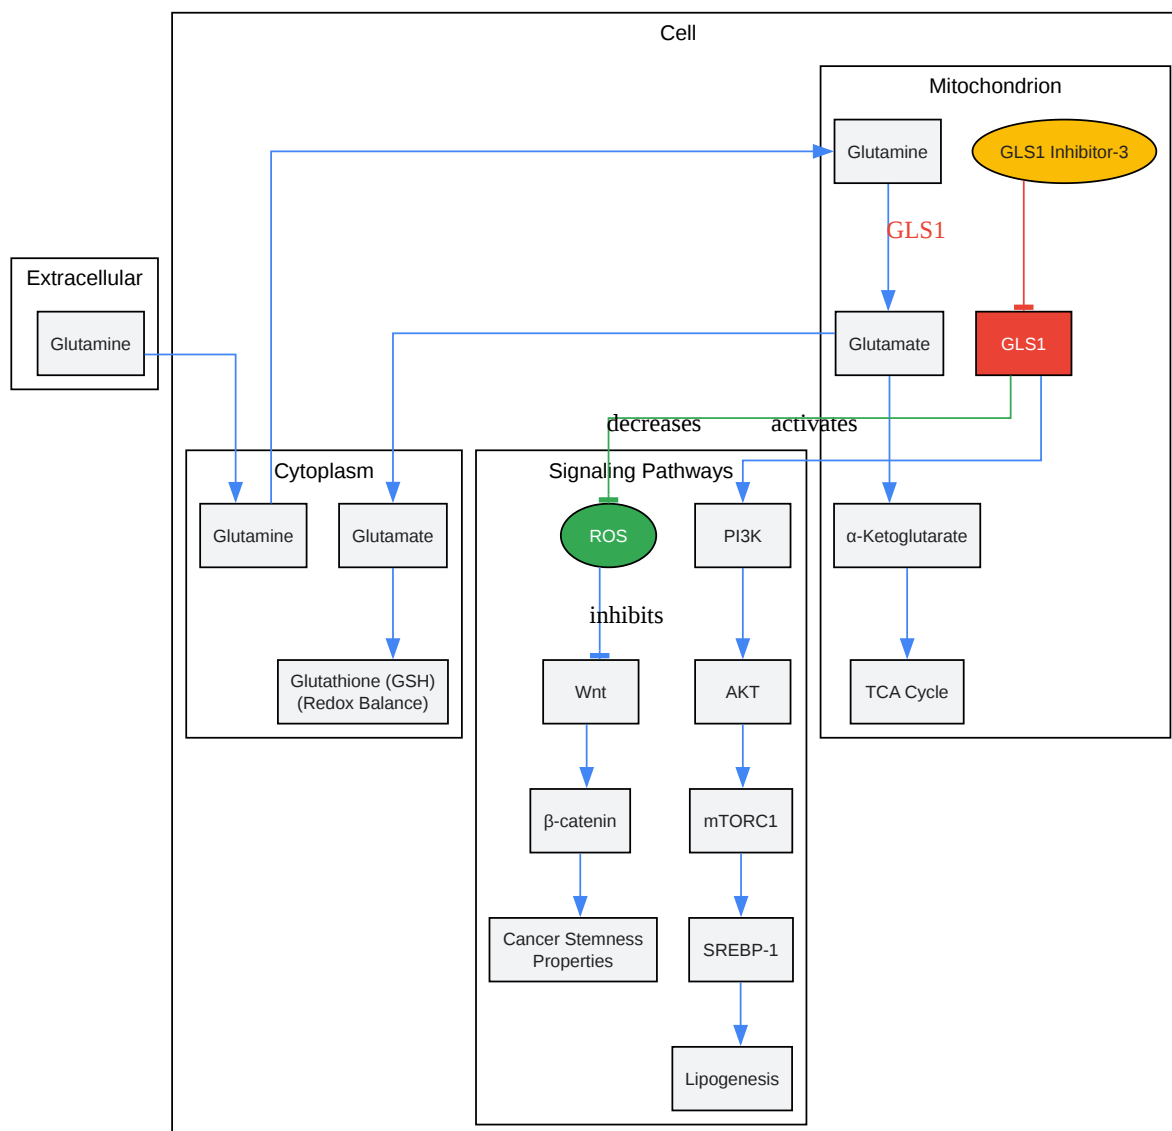 Cell
Mitochondrion
Glutamine
GLS1 Inhibitor-3
GLS1
Extracellular
Glutamine
Glutamate
GLS1
decreases
activates
Cytoplasm
Signaling Pathways
Glutamine
Glutamate
ROS
PI3K
α-Ketoglutarate
inhibits
Glutathione (GSH)
(Redox Balance)
Wnt
AKT
TCA Cycle
β-catenin
mTORC1
Cancer Stemness
Properties
SREBP-1
Lipogenesis